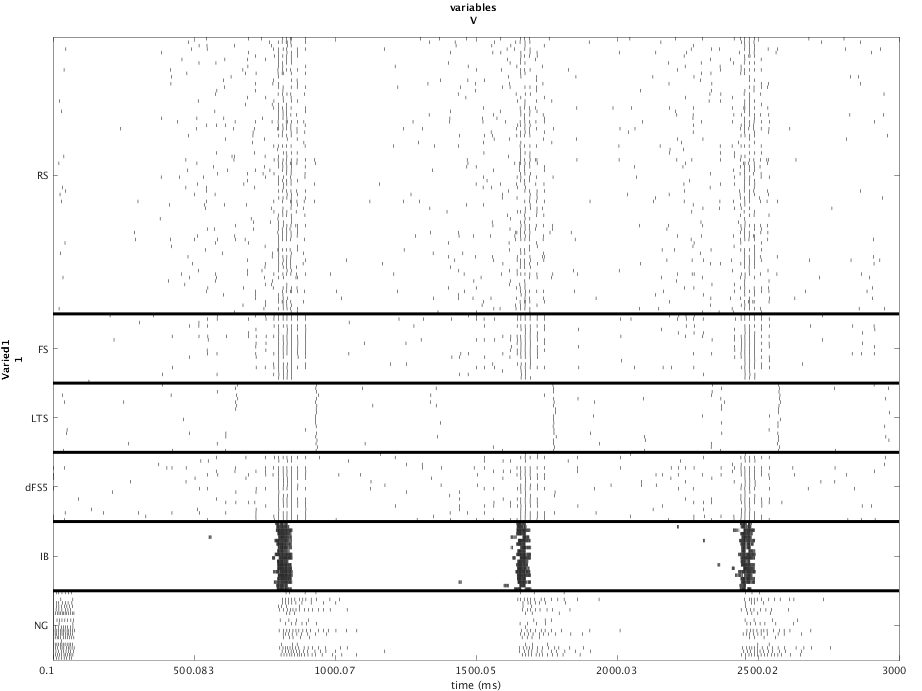 variables
V
RS
FS
LTS
dFS5
IB
NG
Varied1
1
0.1 500.083 1000.07 1500.05 2000.03 2500.02 3000
time (ms)